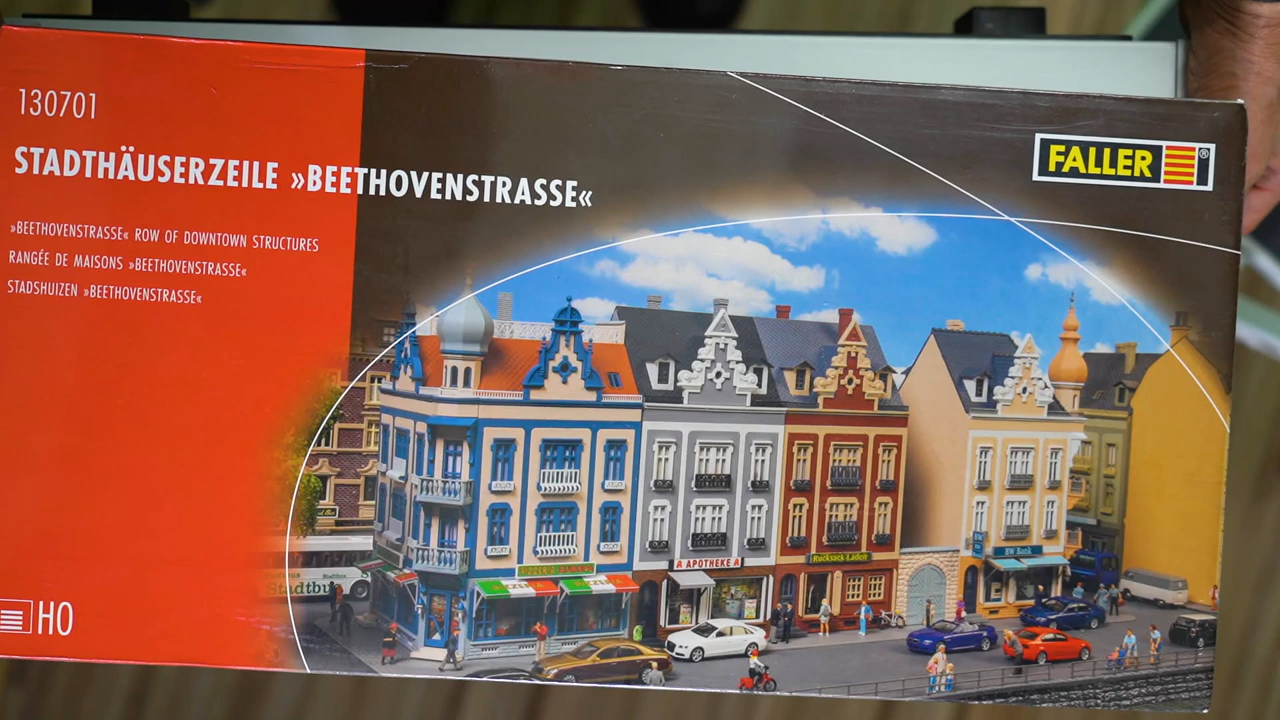 130701
STADTHÄUSERZEILE »BEETHOVENSTRASSE«
»BEETHOVENSTRASSE« ROW OF DOWNTOWN STRUCTURES
RANGÉE DE MAISONS »BEETHOVENSTRASSE«
STADSHUIZEN »BEETHOVENSTRASSE«
FALLER®
A APOTHEKE A
Rucksack-Laden
BW Bank
Stadtbus
HO